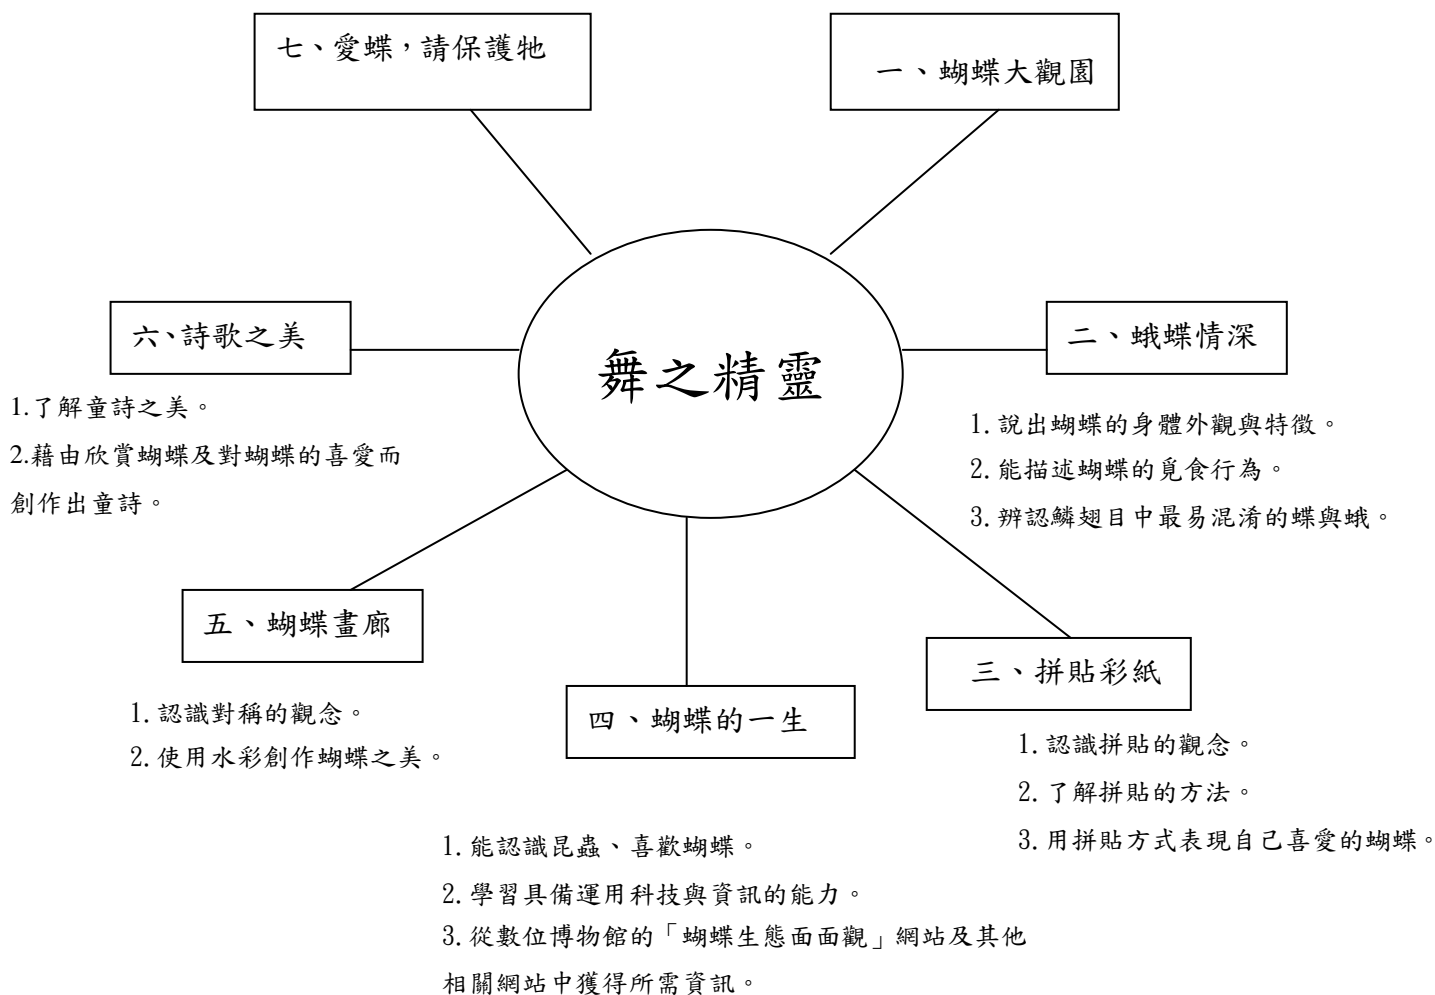 七、愛蝶，請保護牠
一、蝴蝶大觀園
六、詩歌之美
舞之精靈
二、蛾蝶情深
1.了解童詩之美。
2.藉由欣賞蝴蝶及對蝴蝶的喜愛而
創作出童詩。
1. 說出蝴蝶的身體外觀與特徵。
2. 能描述蝴蝶的覓食行為。
3. 辨認鱗翅目中最易混淆的蝶與蛾。
五、蝴蝶畫廊
1. 認識對稱的觀念。
2. 使用水彩創作蝴蝶之美。
四、蝴蝶的一生
三、拼貼彩紙
1. 認識拼貼的觀念。
2. 了解拼貼的方法。
3. 用拼貼方式表現自己喜愛的蝴蝶。
1. 能認識昆蟲、喜歡蝴蝶。
2. 學習具備運用科技與資訊的能力。
3. 從數位博物館的「蝴蝶生態面面觀」網站及其他
相關網站中獲得所需資訊。